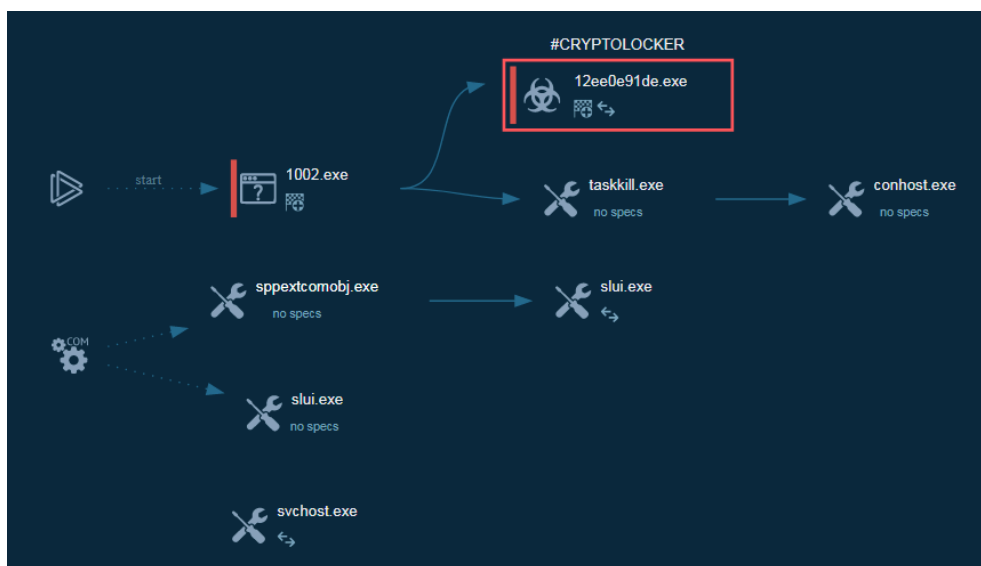 #CRYPTOLOCKER
12ee0e91de.exe
start
1002.exe
taskkill.exe
no specs
conhost.exe
no specs
sppextcomobj.exe
no specs
slui.exe
COM
slui.exe
no specs
svchost.exe